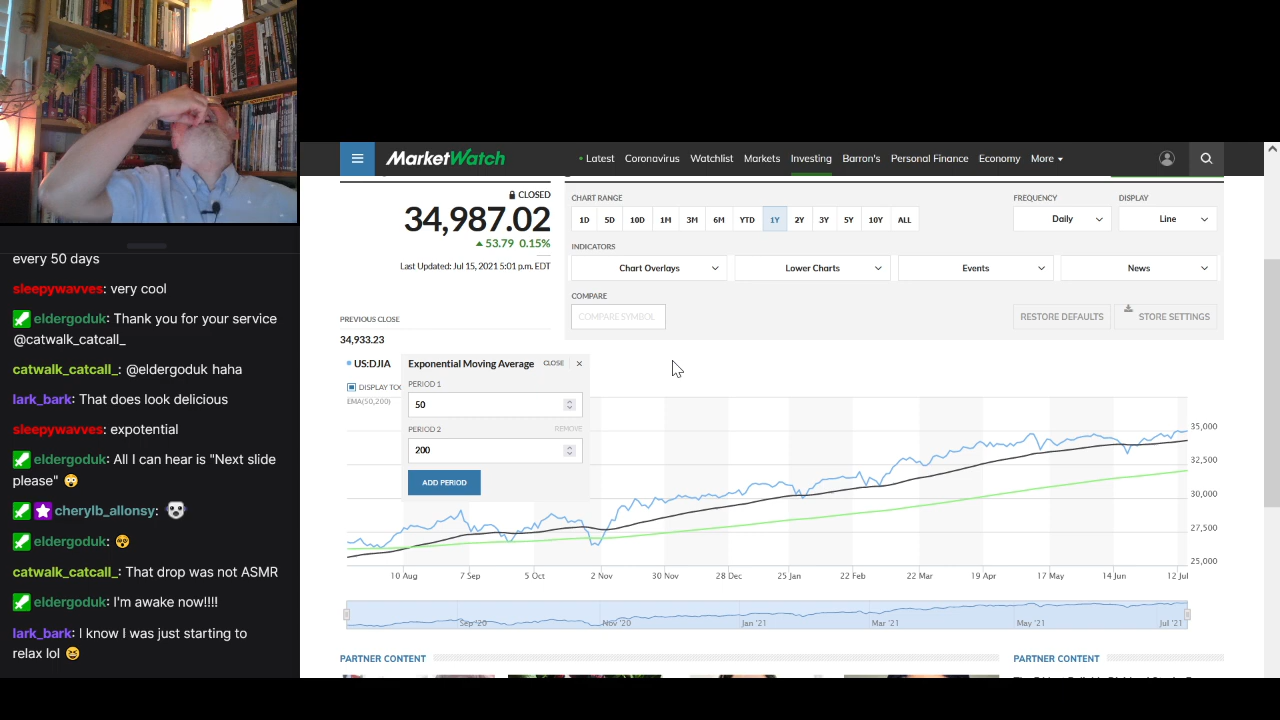 every 50 days
sleepywavves: very cool
eldergoduk: Thank you for your service
@catwalk_catcall_
catwalk_catcall_: @eldergoduk haha
lark_bark: That does look delicious
sleepywavves: expotential
eldergoduk: All I can hear is "Next slide
please"
cherylb_allonsy:
eldergoduk:
catwalk_catcall_: That drop was not ASMR
eldergoduk: I'm awake now!!!!
lark_bark: I know I was just starting to
relax lol
MarketWatch
Latest Coronavirus Watchlist Markets Investing Barron's Personal Finance Economy More
CLOSED
34,987.02
53.79 0.15%
Last Updated: Jul 15, 2021 5:01 p.m. EDT
PREVIOUS CLOSE
34,933.23
CHART RANGE
1D 5D 10D 1M 3M 6M YTD 1Y 2Y 3Y 5Y 10Y ALL
FREQUENCY
Daily
DISPLAY
Line
INDICATORS
Chart Overlays
Lower Charts
Events
News
COMPARE
COMPARE SYMBOL
RESTORE DEFAULTS
STORE SETTINGS
US:DJIA
DISPLAY TOO
EMA(50,200)
Exponential Moving Average CLOSE ×
PERIOD 1
50
PERIOD 2 REMOVE
200
ADD PERIOD
35,000
32,500
30,000
27,500
25,000
10 Aug 7 Sep 5 Oct 2 Nov 30 Nov 28 Dec 25 Jan 22 Feb 22 Mar 19 Apr 17 May 14 Jun 12 Jul
Sep '20 Nov '20 Jan '21 Mar '21 May '21 Jul '21
PARTNER CONTENT
PARTNER CONTENT